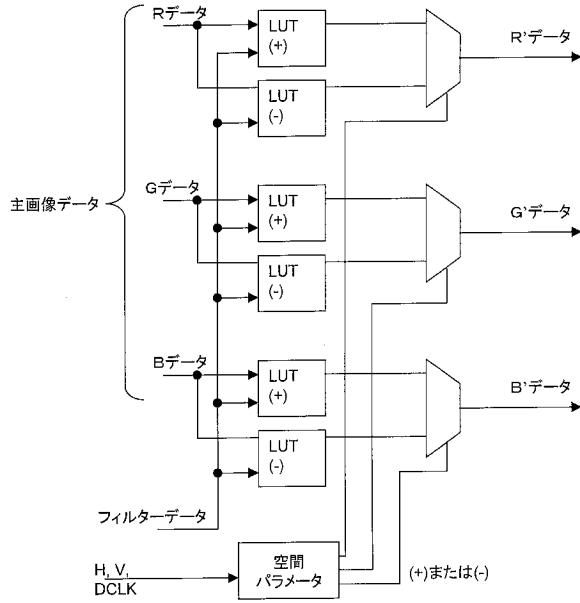 Rデータ
LUT
(+)
R'データ
LUT
(-)
主画像データ
Gデータ
LUT
(+)
G'データ
LUT
(-)
Bデータ
LUT
(+)
B'データ
LUT
(-)
フィルターデータ
H, V,
DCLK
空間
パラメータ
(+)または(-)